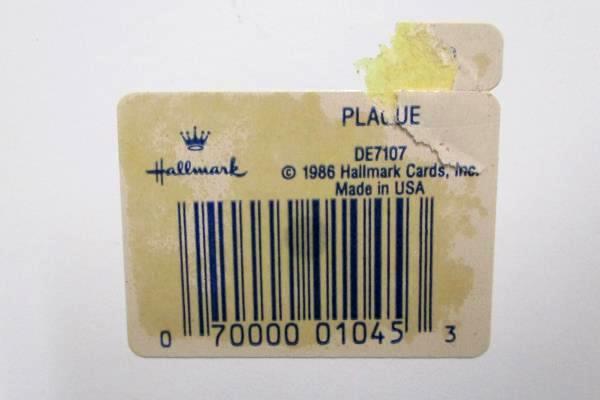 PLAQUE
Hallmark
DE7107
© 1986 Hallmark Cards, Inc.
Made in USA
0 70000 01045 3